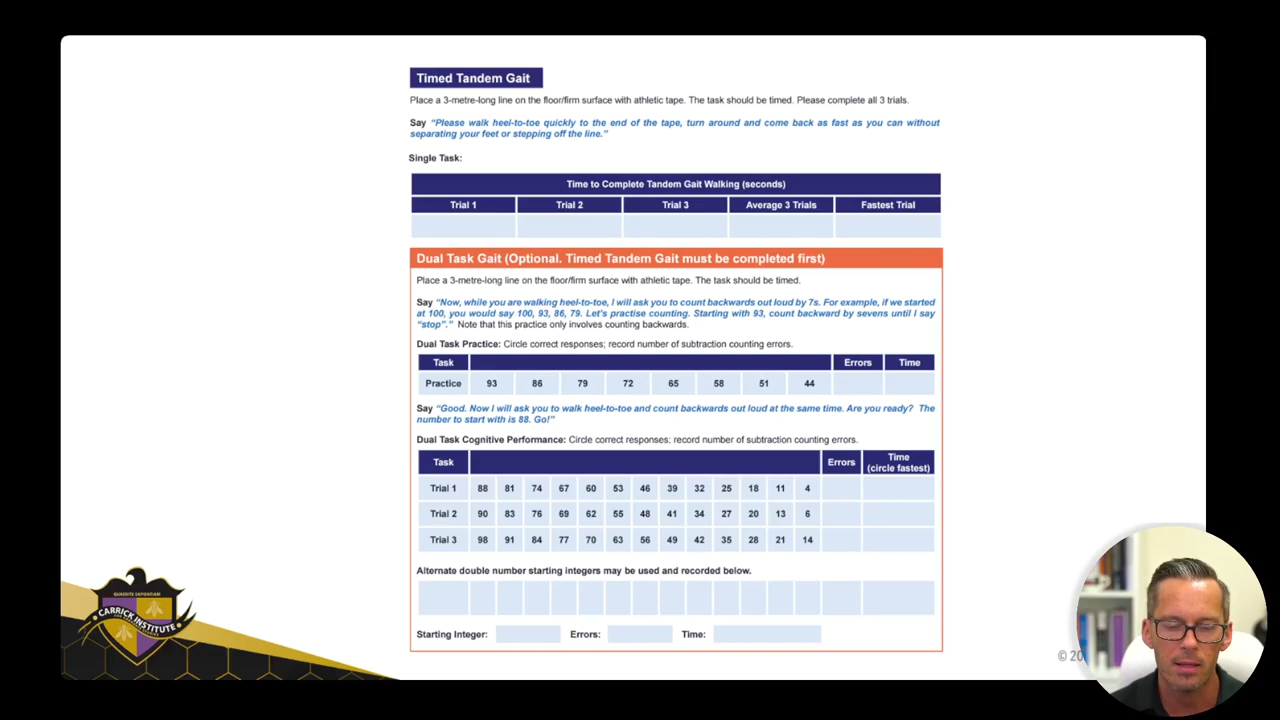 Timed Tandem Gait
Place a 3-metre-long line on the floor/firm surface with athletic tape. The task should be timed. Please complete all 3 trials.
Say “Please walk heel-to-toe quickly to the end of the tape, turn around and come back as fast as you can without
separating your feet or stepping off the line.”
Single Task:
Time to Complete Tandem Gait Walking (seconds)
Trial 1 Trial 2 Trial 3 Average 3 Trials Fastest Trial
Dual Task Gait (Optional. Timed Tandem Gait must be completed first)
Place a 3-metre-long line on the floor/firm surface with athletic tape. The task should be timed.
Say “Now, while you are walking heel-to-toe, I will ask you to count backwards out loud by 7s. For example, if we started
at 100, you would say 100, 93, 86, 79. Let’s practise counting. Starting with 93, count backward by sevens until I say
“stop”.” Note that this practice only involves counting backwards.
Dual Task Practice: Circle correct responses; record number of subtraction counting errors.
Task Errors Time
Practice 93 86 79 72 65 58 51 44
Say “Good. Now I will ask you to walk heel-to-toe and count backwards out loud at the same time. Are you ready? The
number to start with is 88. Go!”
Dual Task Cognitive Performance: Circle correct responses; record number of subtraction counting errors.
Task Errors Time
(circle fastest)
Trial 1 88 81 74 67 60 53 46 39 32 25 18 11 4
Trial 2 90 83 76 69 62 55 48 41 34 27 20 13 6
Trial 3 98 91 84 77 70 63 56 49 42 35 28 21 14
Alternate double number starting integers may be used and recorded below.
Starting Integer: Errors: Time:
CARRICK INSTITUTE
© 20